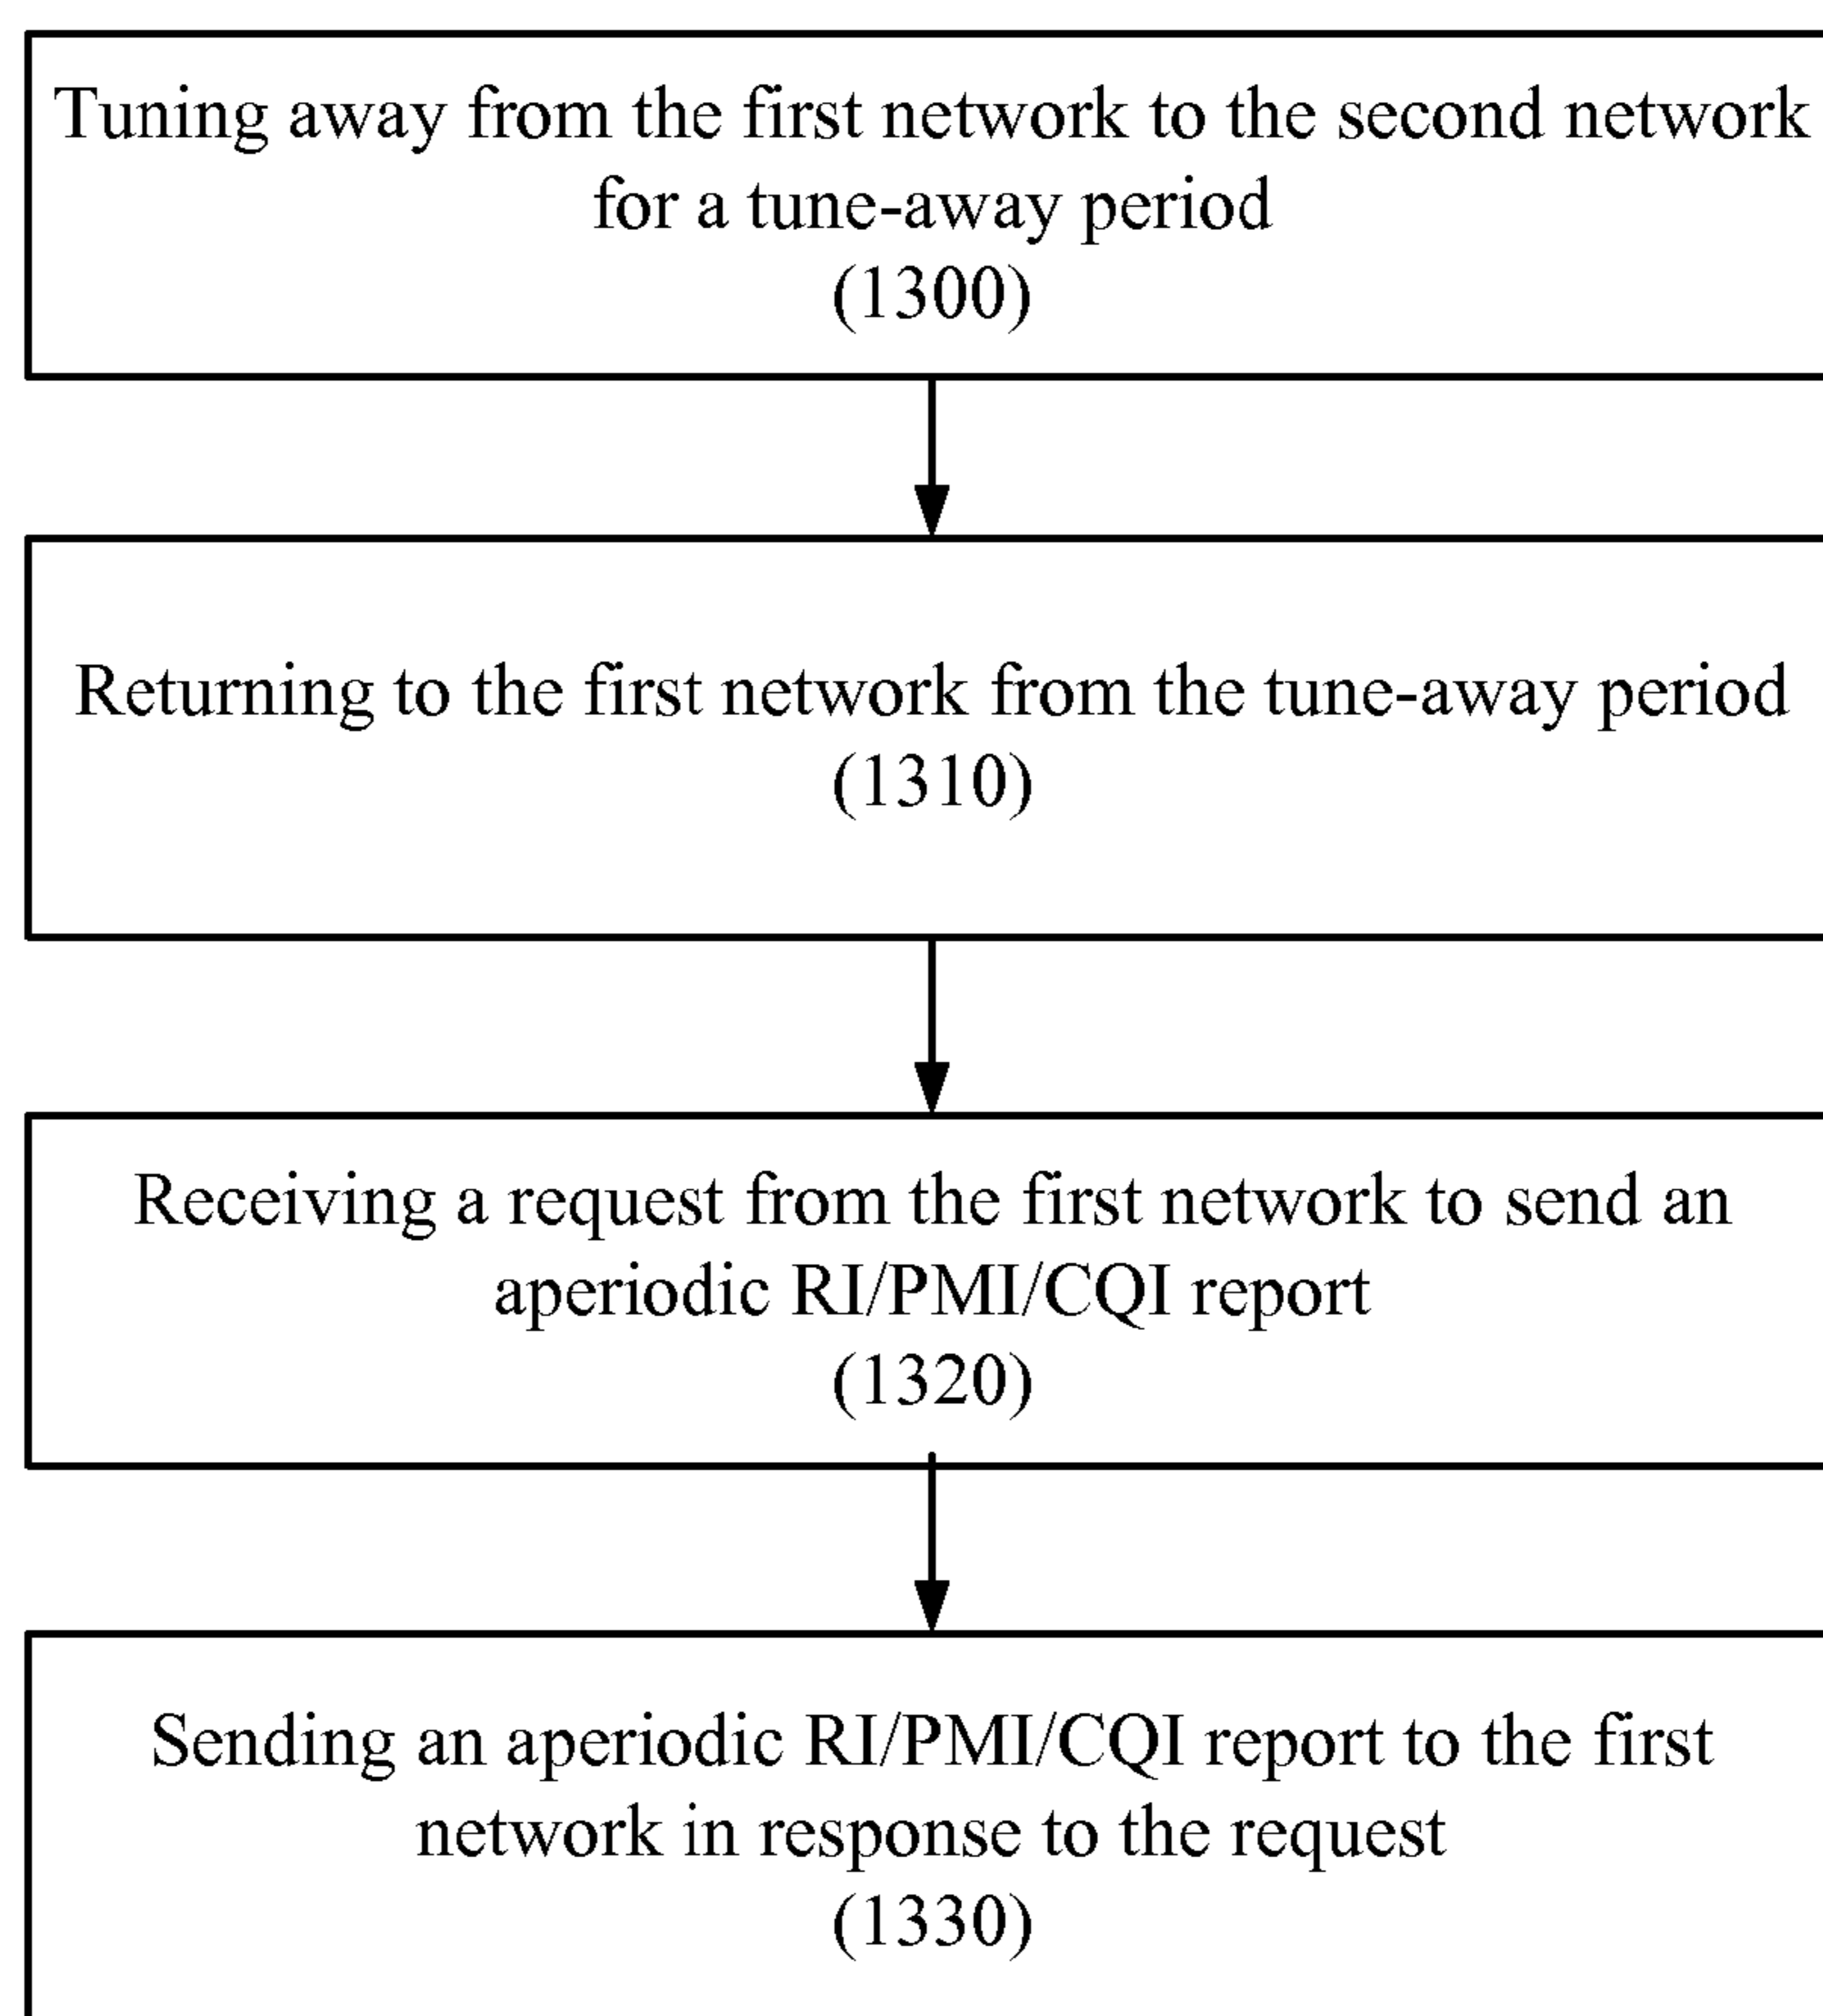 Tuning away from the first network to the second network
for a tune-away period
(1300)
Returning to the first network from the tune-away period
(1310)
Receiving a request from the first network to send an
aperiodic RI/PMI/CQI report
(1320)
Sending an aperiodic RI/PMI/CQI report to the first
network in response to the request
(1330)